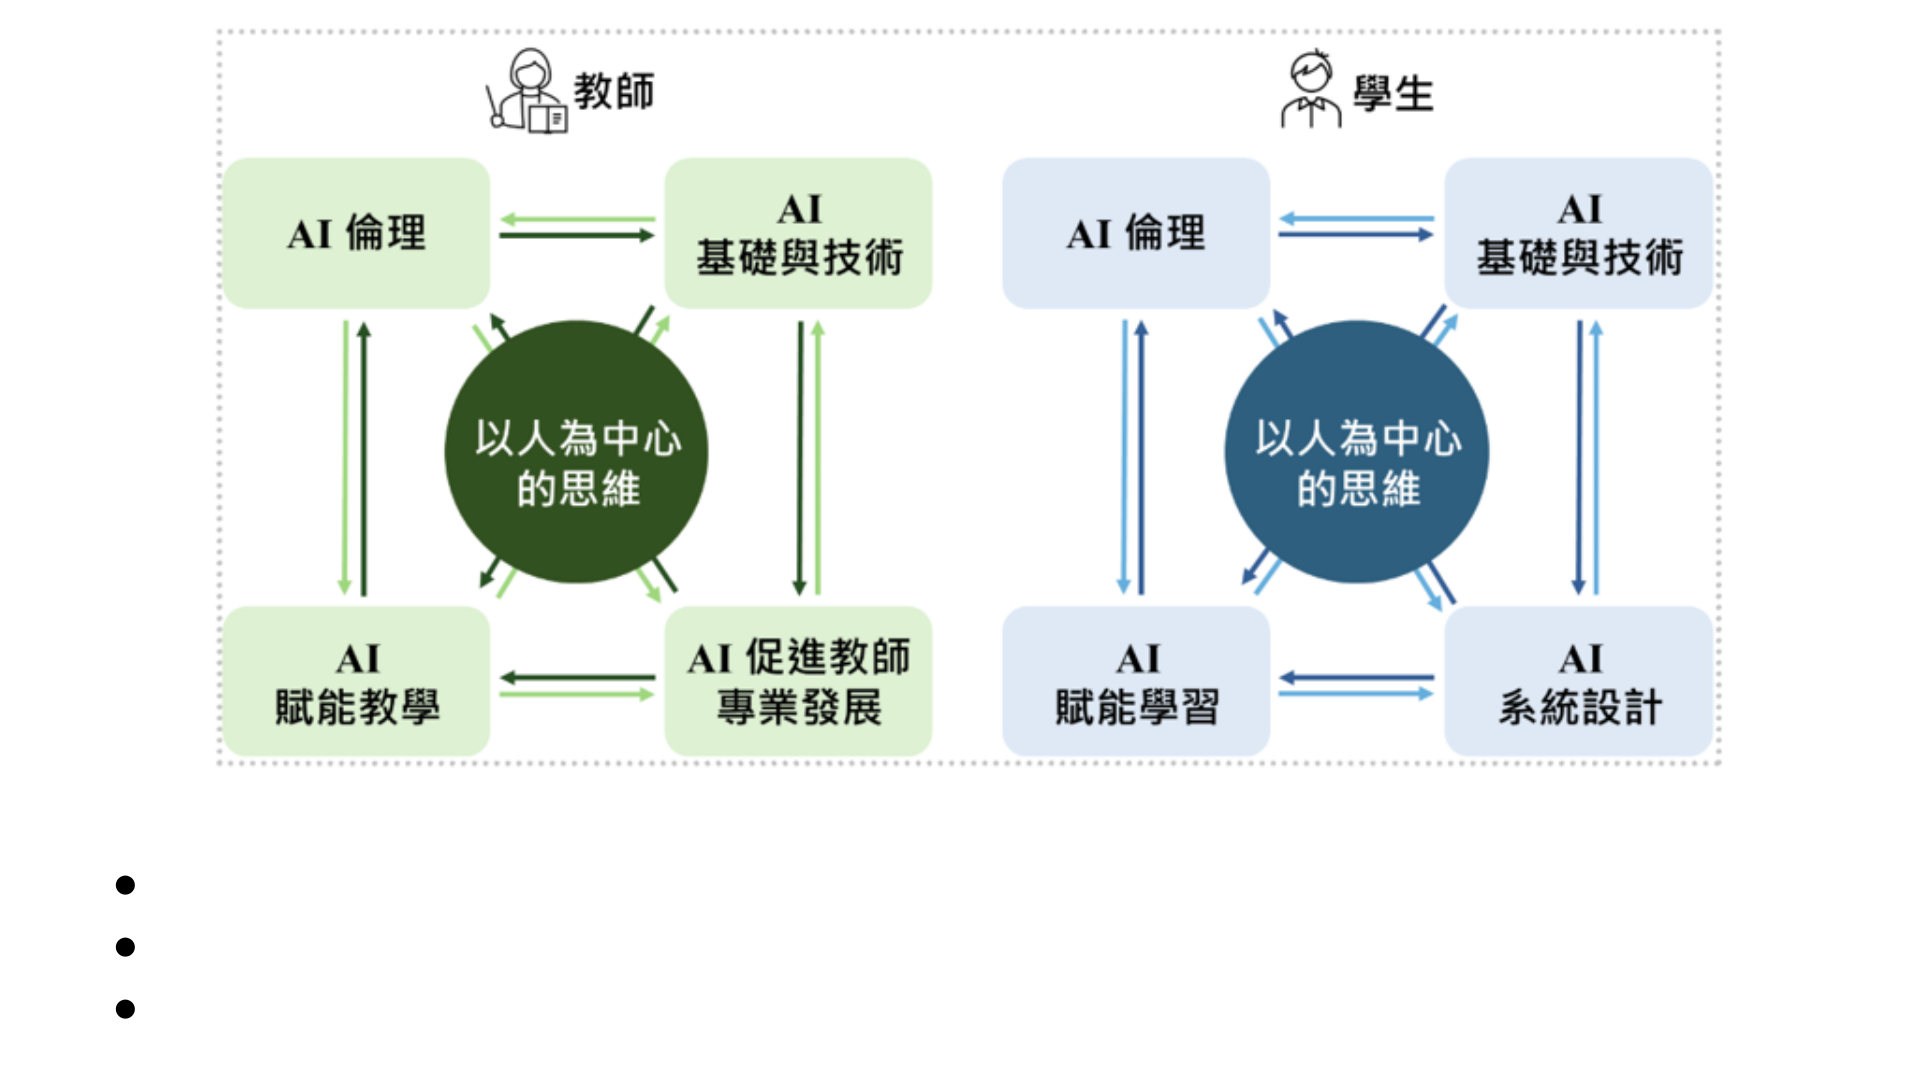 教師
AI 倫理
AI
基礎與技術
以人為中心
的思維
AI
賦能教學
AI 促進教師
專業發展
學生
AI 倫理
AI
基礎與技術
以人為中心
的思維
AI
賦能學習
AI
系統設計